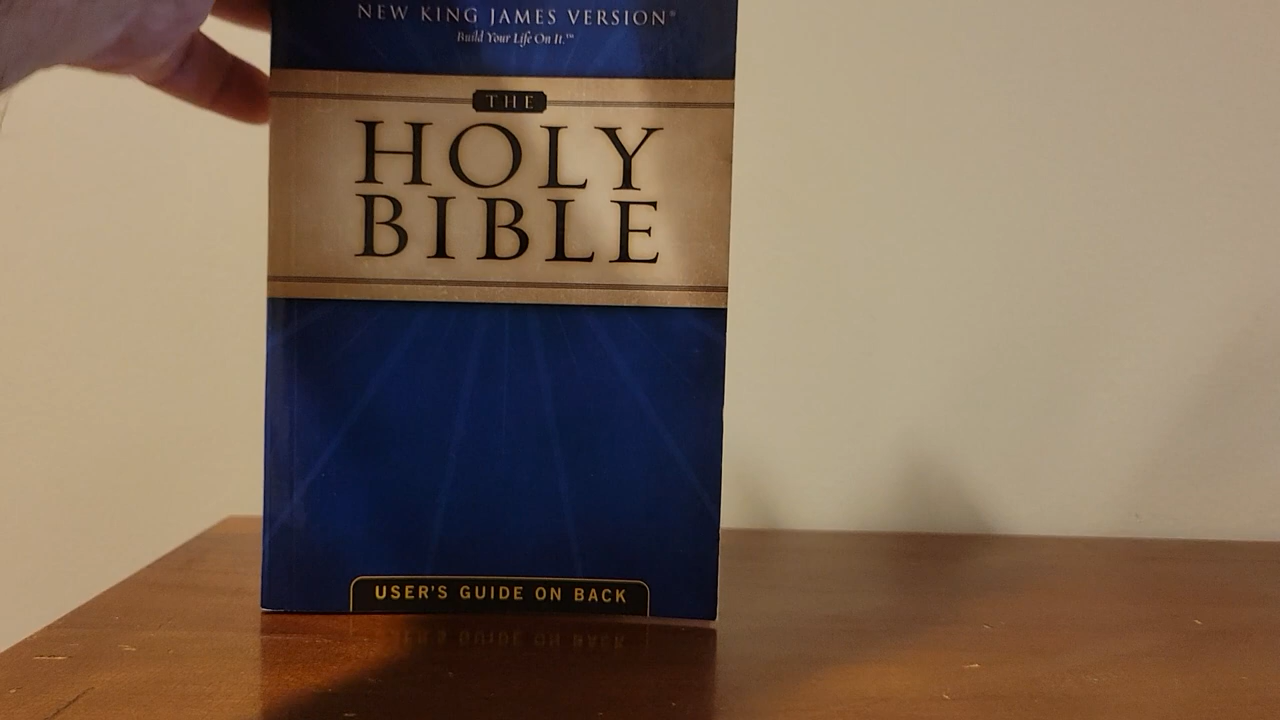 NEW KING JAMES VERSION®
Build Your Life On It.™
THE
HOLY
BIBLE
USER'S GUIDE ON BACK